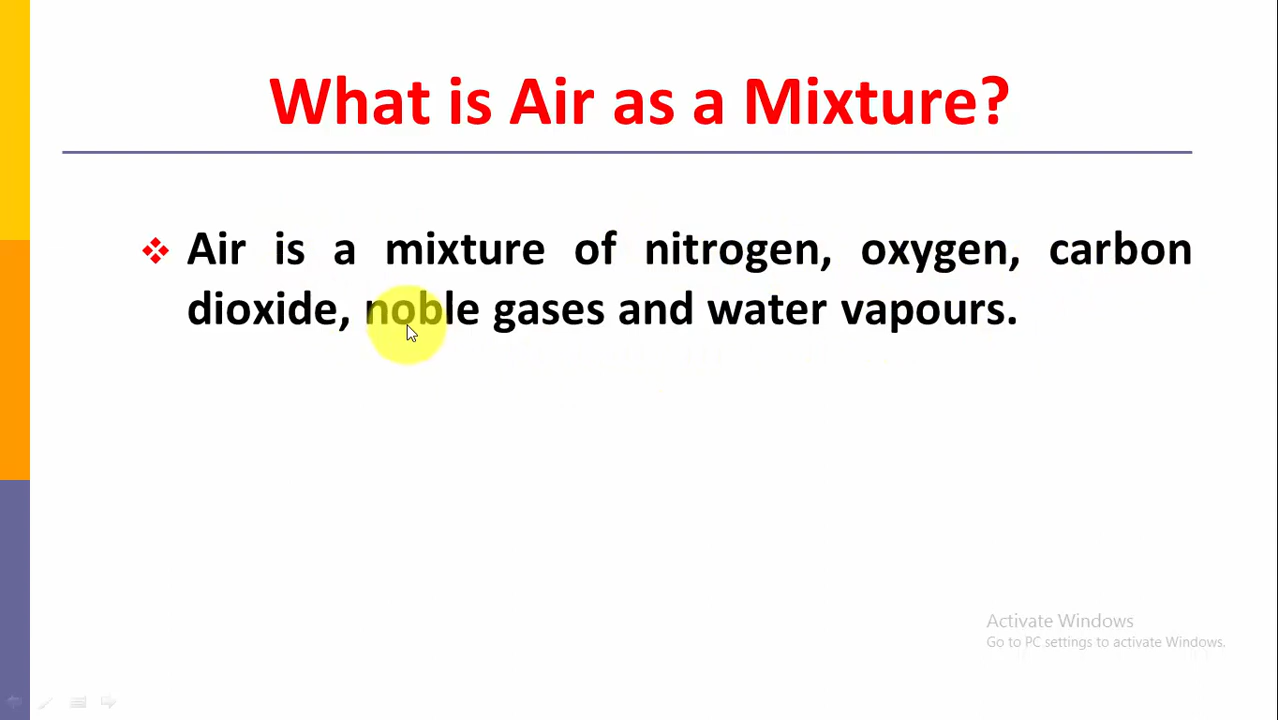 What is Air as a Mixture?
Air is a mixture of nitrogen, oxygen, carbon
dioxide, noble gases and water vapours.
Activate Windows
Go to PC settings to activate Windows.